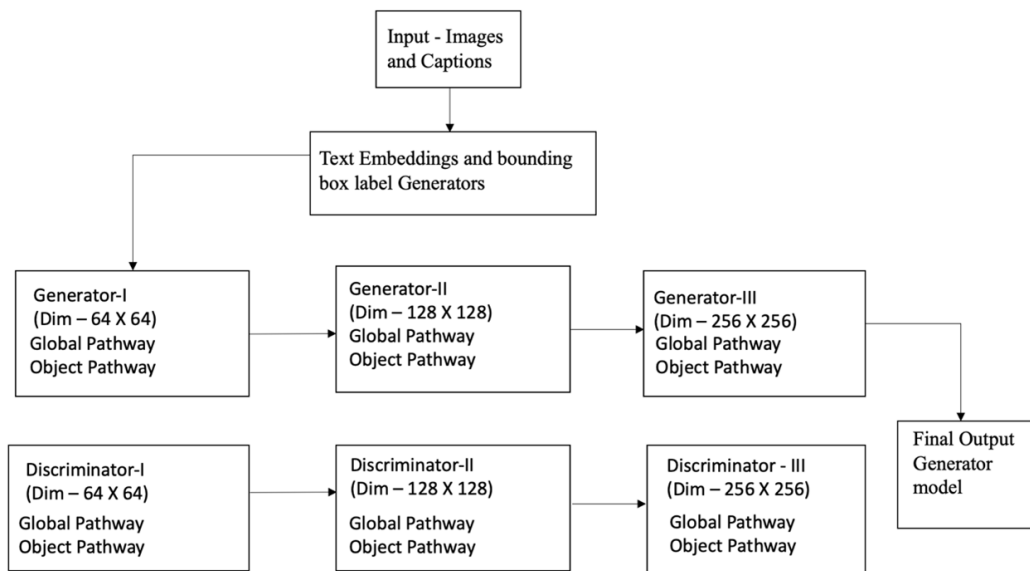 Input - Images
and Captions
Text Embeddings and bounding
box label Generators
Generator-I
(Dim – 64 X 64)
Global Pathway
Object Pathway
Generator-II
(Dim – 128 X 128)
Global Pathway
Object Pathway
Generator-III
(Dim – 256 X 256)
Global Pathway
Object Pathway
Final Output
Generator
model
Discriminator-I
(Dim – 64 X 64)
Global Pathway
Object Pathway
Discriminator-II
(Dim – 128 X 128)
Global Pathway
Object Pathway
Discriminator - III
(Dim – 256 X 256)
Global Pathway
Object Pathway